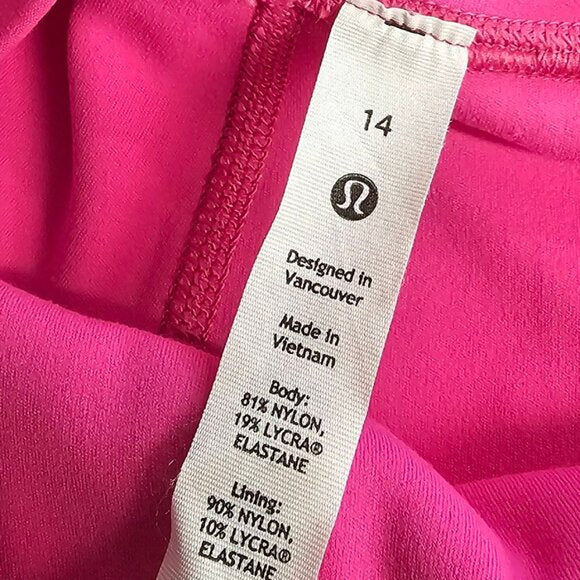 14
Designed in
Vancouver
Made in
Vietnam
Body:
81% NYLON,
19% LYCRA®
ELASTANE
Lining:
90% NYLON,
10% LYCRA®
ELASTANE